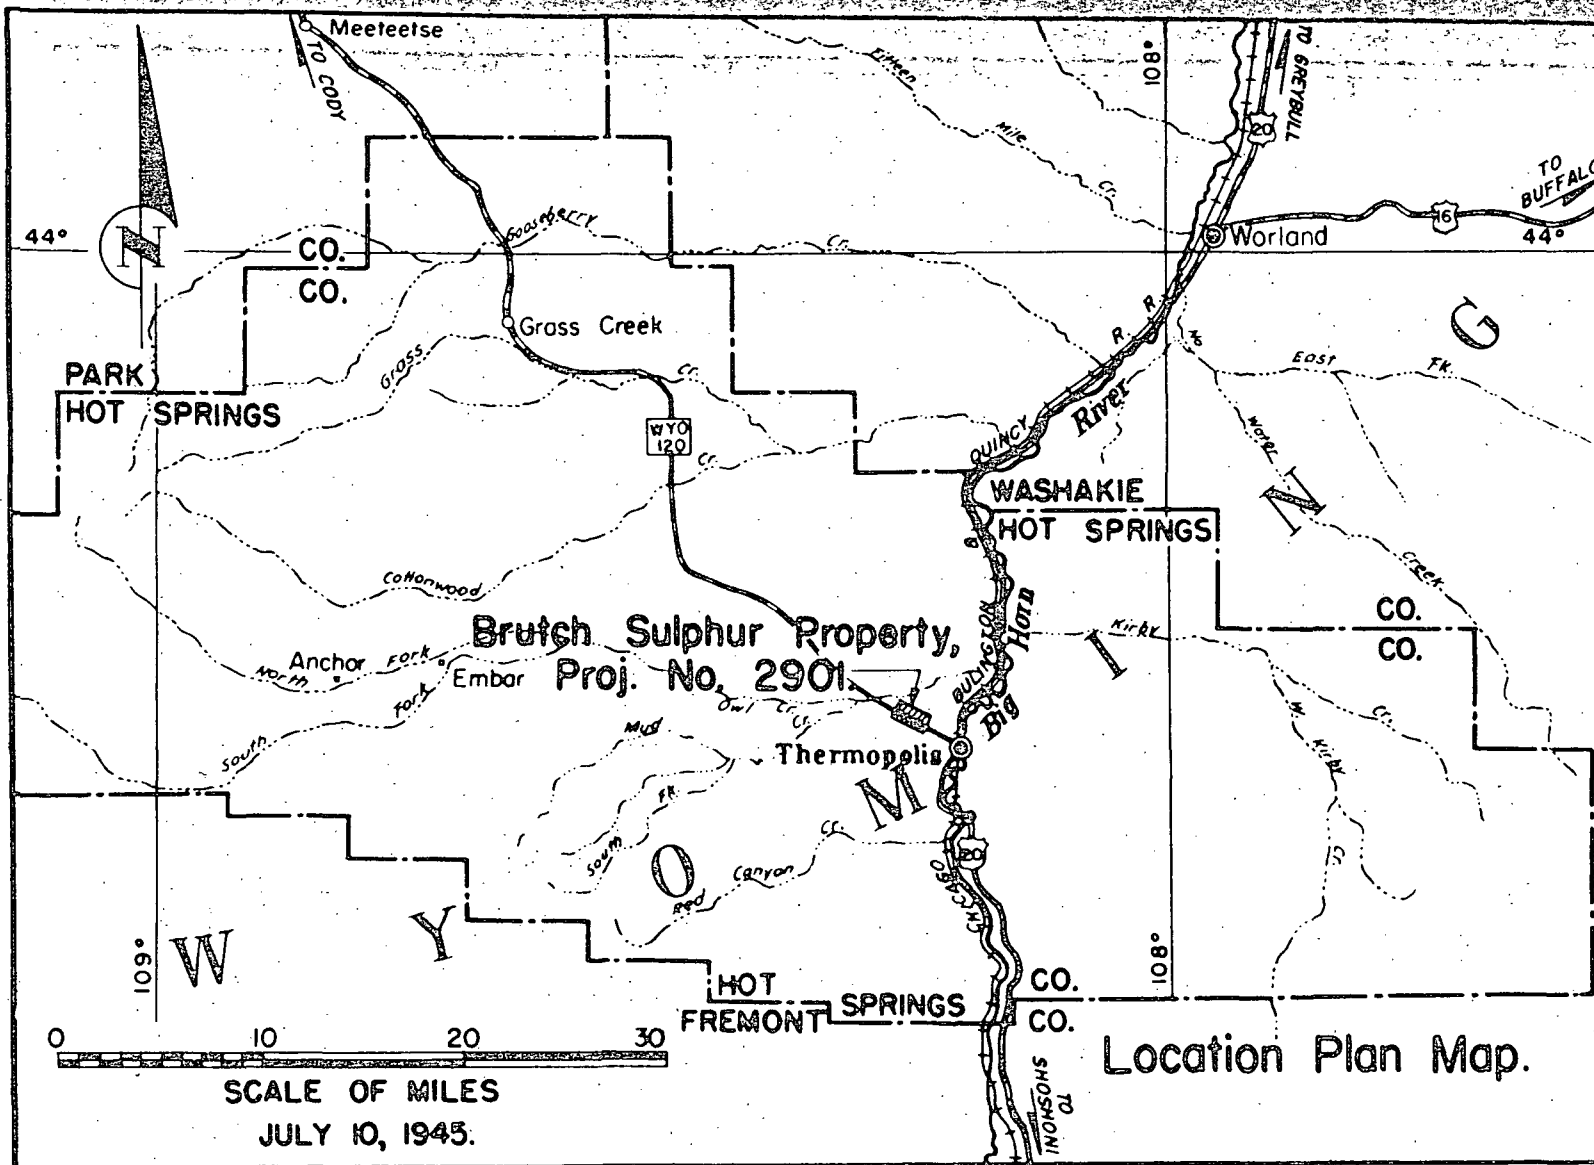 Meeteetse
TO CODY
Fifteen
Mile
Cr.
108°
TO GREYBULL
20
TO
BUFFALO
16
44°
Worland
44°
N
CO.
CO.
Gooseberry
Cr.
Grass Creek
Grass
Cr.
PARK
HOT SPRINGS
WYO
120
Cr.
R. R.
River
QUINCY
No
East
Fk.
Water
Creek
WASHAKIE
HOT SPRINGS
B
Cottonwood
BULINGTON
Horn
Big
Kirby
CO.
CO.
Brutch Sulphur Property,
Proj. No. 2901.
Anchor
North
Fork
Embar
South
Fork
Owl Cr.
Cr.
Mud
Thermopolis
W. Kirby
Cr.
Cr.
South
Fk.
Red
Canyon
Cr.
20
CHICAGO
W Y O M I N G
109°
108°
HOT
SPRINGS
FREMONT
CO.
CO.
0 10 20 30
SCALE OF MILES
JULY 10, 1945.
TO
SHOSHONI
Location Plan Map.